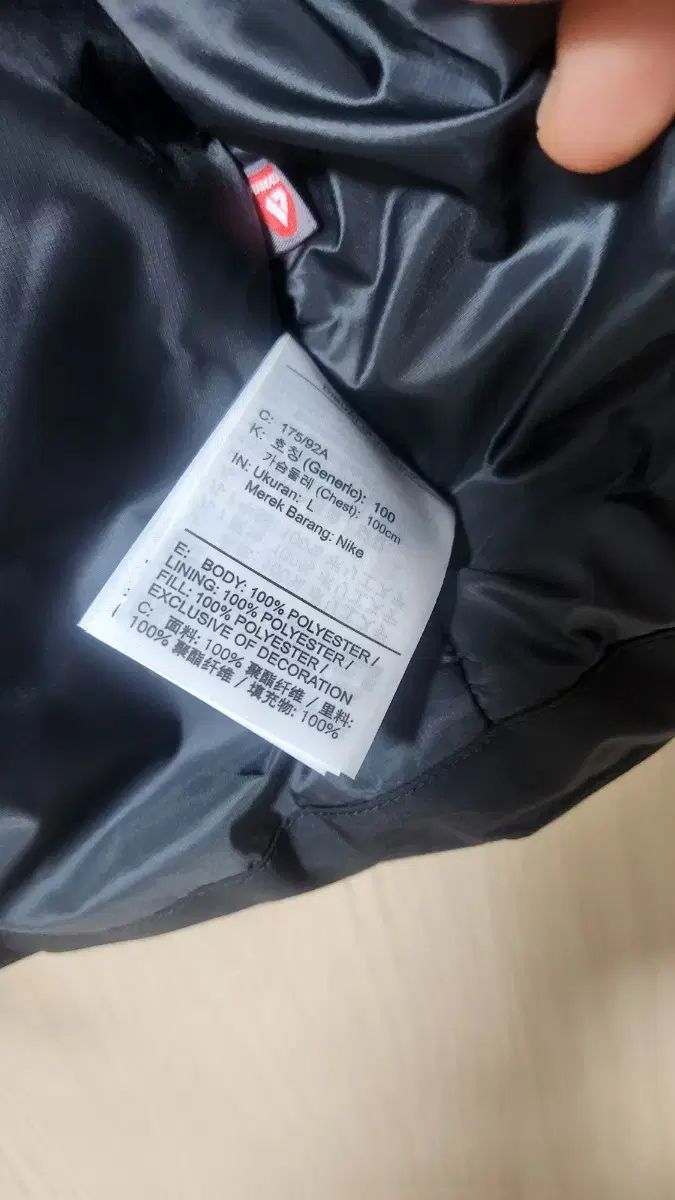 C: 175/92A
K: 호칭 (Generic): 100
가슴둘레 (Chest): 100cm
IN: Ukuran: L
Merek Barang: Nike
E: BODY: 100% POLYESTER /
LINING: 100% POLYESTER /
FILL: 100% POLYESTER /
EXCLUSIVE OF DECORATION
C: 面料: 100% 聚酯纤维 / 里料:
100% 聚酯纤维 / 填充物: 100%